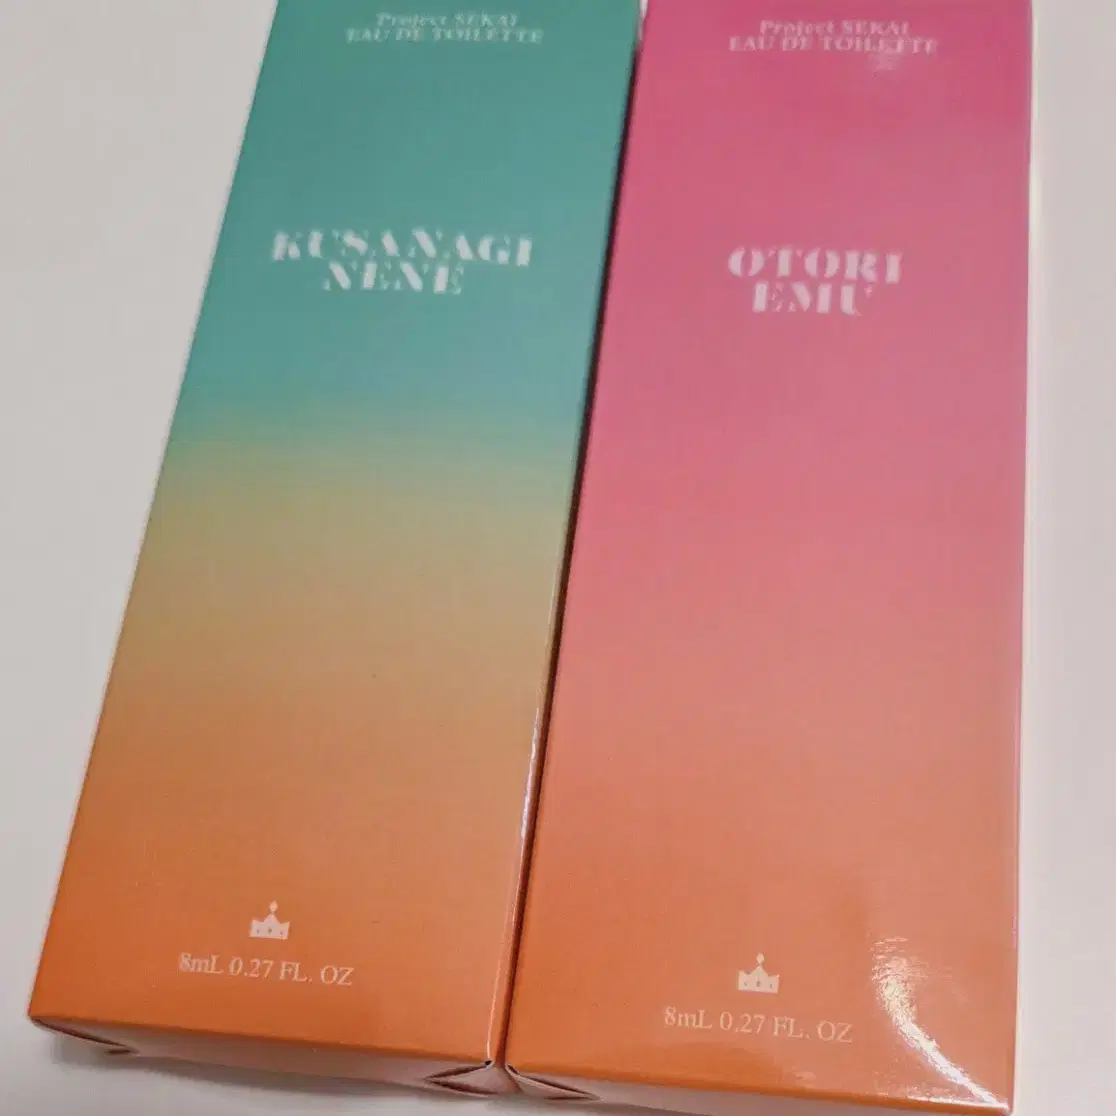 Project SEKAI
EAU DE TOILETTE
KUSANAGI
NENE
8mL 0.27 FL. OZ
Project SEKAI
EAU DE TOILETTE
OTORI
EMU
8mL 0.27 FL. OZ